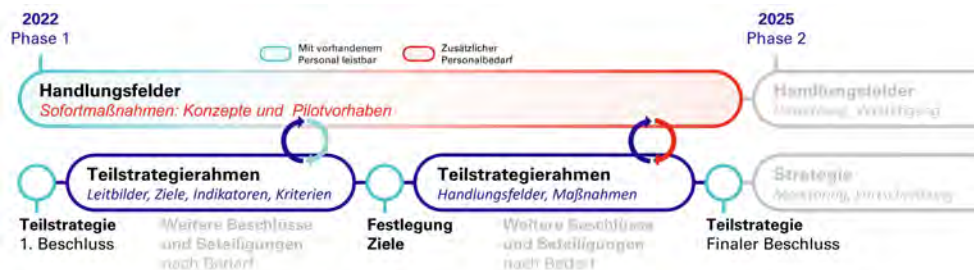 2022
Phase 1
2025
Phase 2
Mit vorhandenem
Personal leistbar
Zusätzlicher
Personalbedarf
Handlungsfelder
Sofortmaßnahmen: Konzepte und Pilotvorhaben
Handlungsfelder
Teilstrategierahmen
Leitbilder, Ziele, Indikatoren, Kriterien
Teilstrategierahmen
Handlungsfelder, Maßnahmen
Strategie
Teilstrategie
1. Beschluss
Weitere Beschlüsse
und Beteiligungen
nach Bedarf
Festlegung
Ziele
Weitere Beschlüsse
und Beteiligungen
nach Bedarf
Teilstrategie
Finaler Beschluss